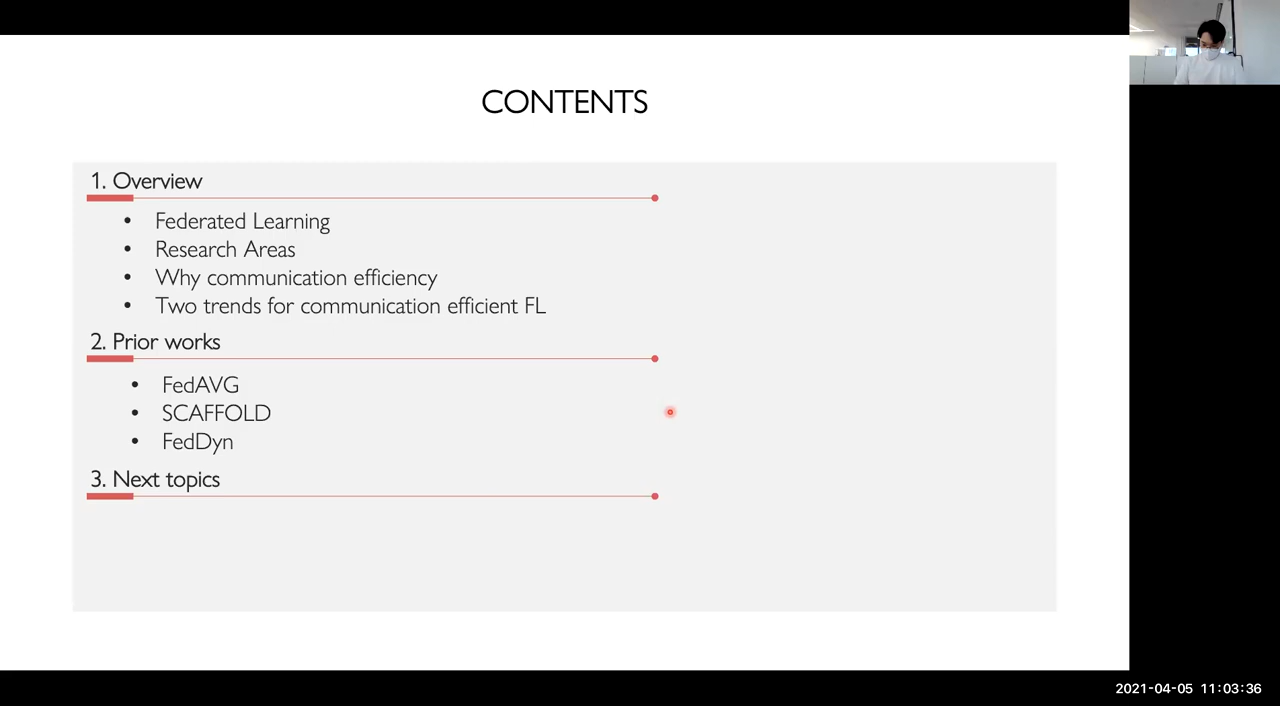 CONTENTS
1. Overview
• Federated Learning
• Research Areas
• Why communication efficiency
• Two trends for communication efficient FL
2. Prior works
• FedAVG
• SCAFFOLD
• FedDyn
3. Next topics
2021-04-05 11:03:36